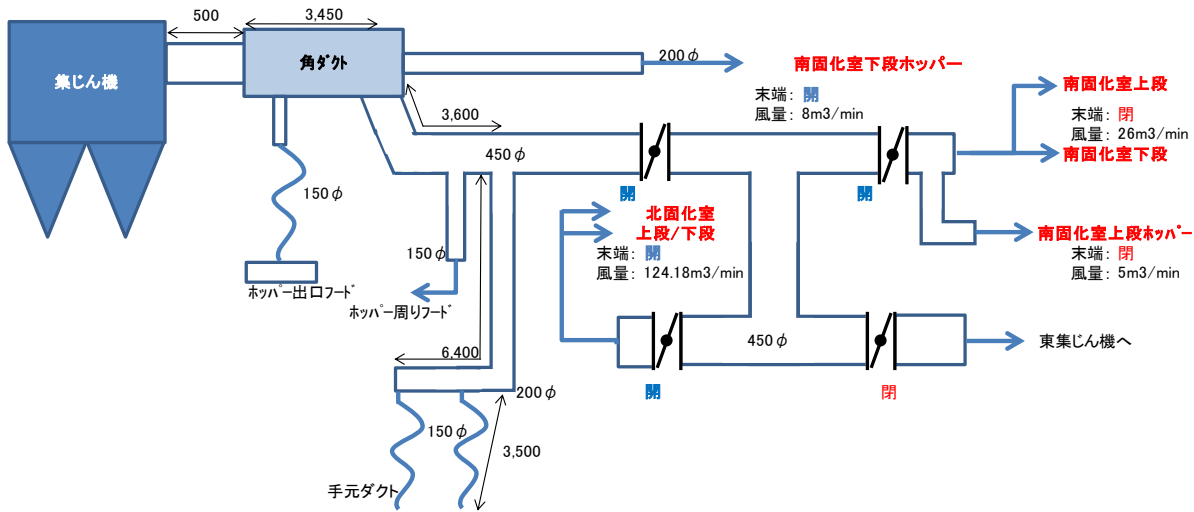 500
3,450
集じん機
角ダクト
200φ
南固化室下段ホッパー
末端: 開
風量: 8m3/min
南固化室上段
末端: 閉
風量: 26m3/min
南固化室下段
3,600
450φ
開
開
150φ
150φ
北固化室
上段/下段
末端: 開
風量: 124.18m3/min
南固化室上段ホッパー
末端: 閉
風量: 5m3/min
ホッパー出口フード
ホッパー周りフード
6,400
450φ
東集じん機へ
開
閉
200φ
150φ
3,500
手元ダクト